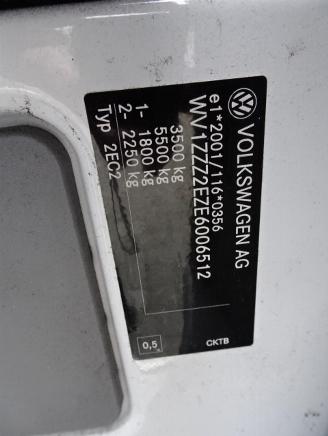 VOLKSWAGEN AG
e1*2001/116*0356
WV1ZZZ2EZE6006512
3500 kg
5500 kg
1- 1800 kg
2- 2250 kg
Typ 2EC2
0,5
CKTB